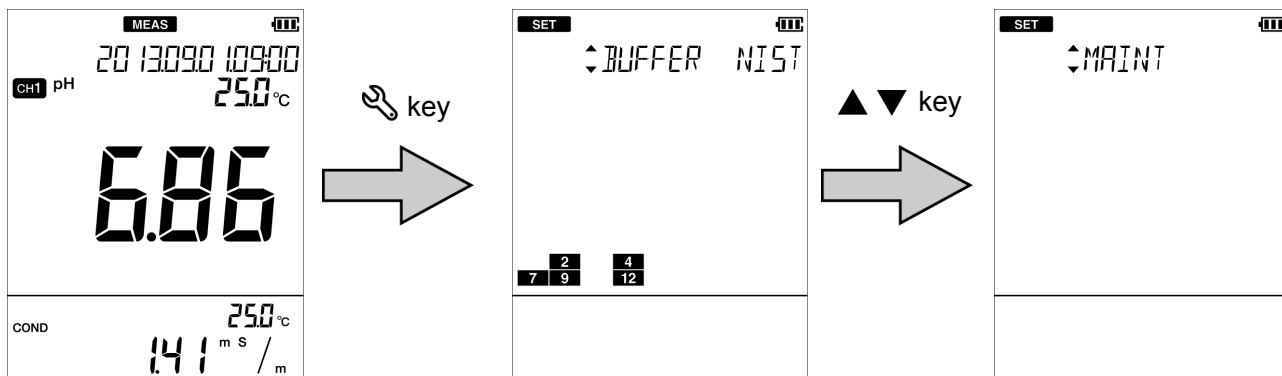 MEAS
2013.09.01.09:00
CH1 pH
25.0 °C
6.86
COND
25.0 °C
1.41 m S / m
key
SET
BUFFER NIST
2 4
7 9 12
▲ ▼ key
SET
MAINT